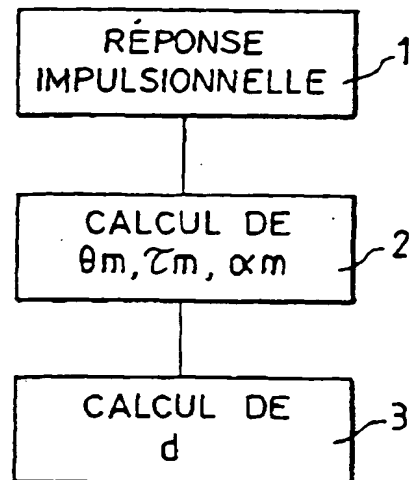 RÉPONSE
IMPULSIONNELLE
1
CALCUL DE
θm, τm, αm
2
CALCUL DE
d
3